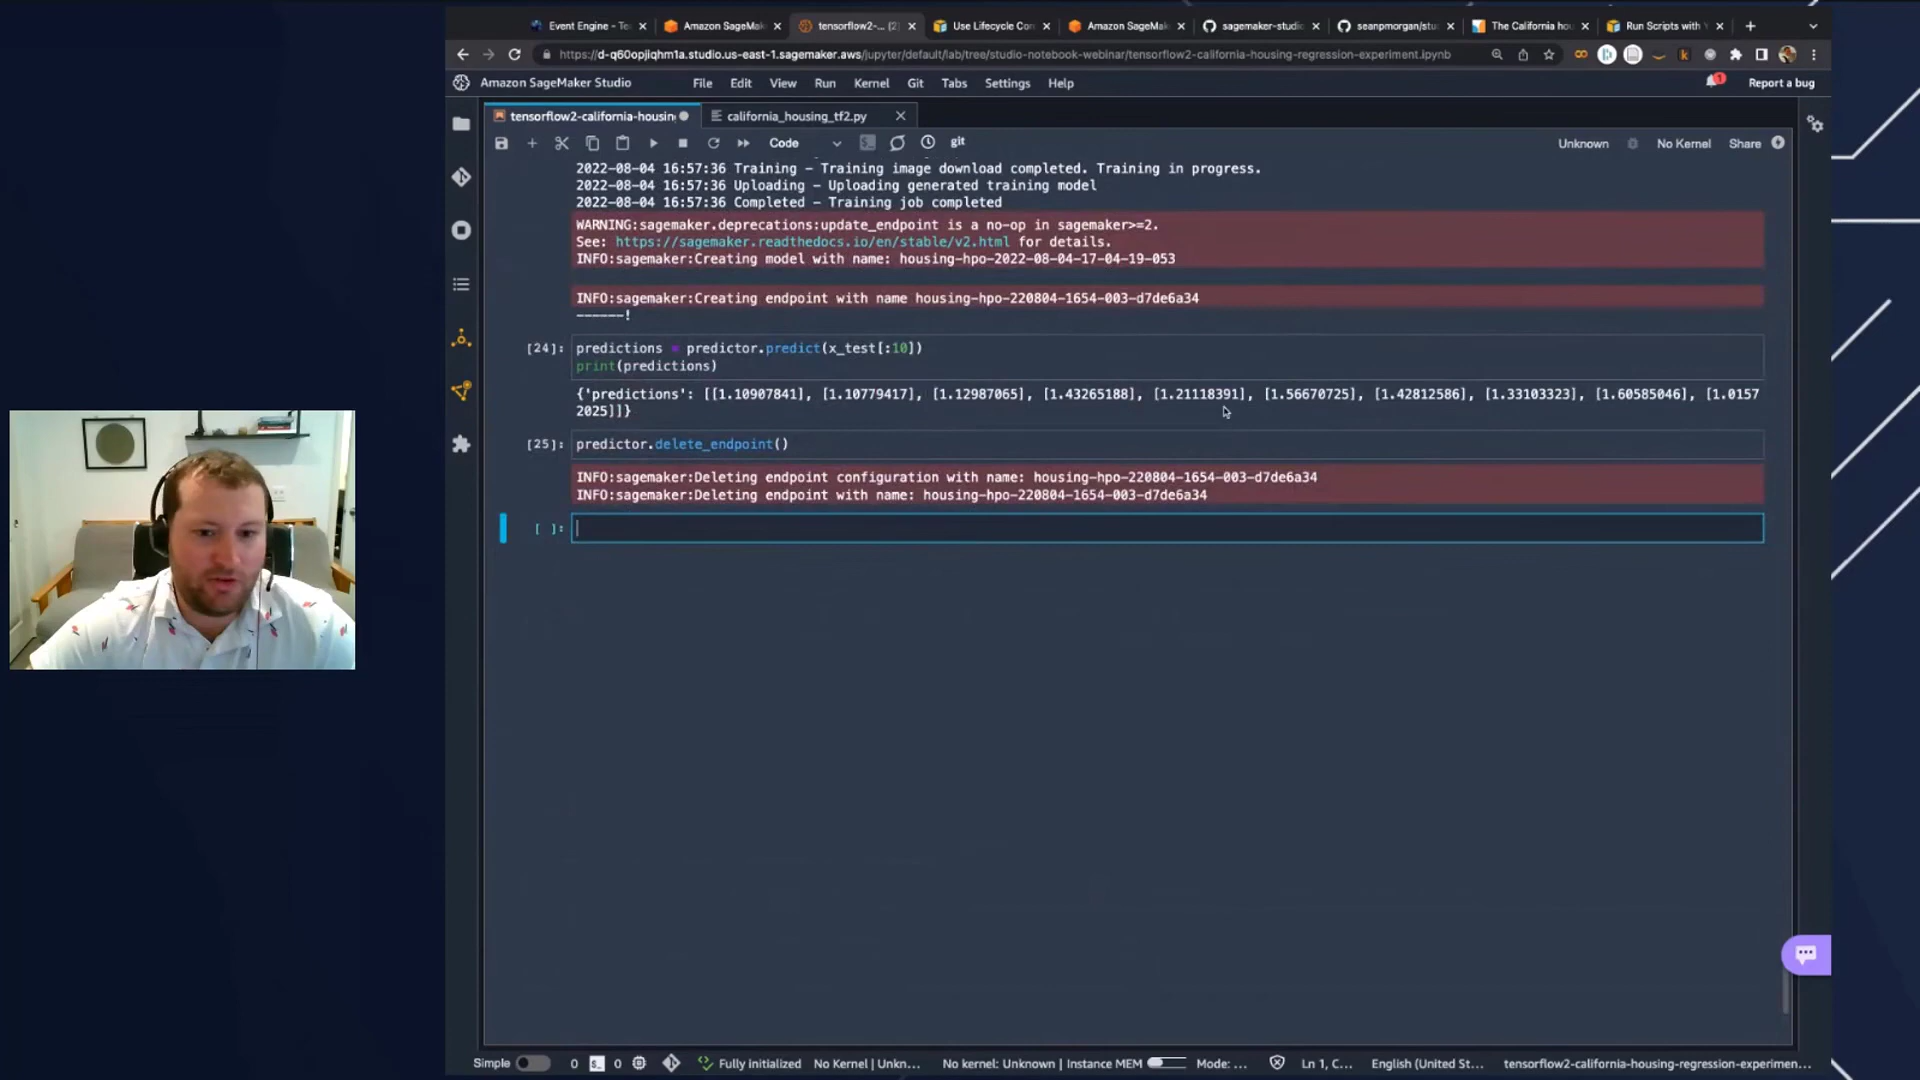 Event Engine - Te
Amazon SageMak
tensorflow2-... (2)
Use Lifecycle Con
Amazon SageMak
sagemaker-studio
seanpmorgan/stu
The California hou
Run Scripts with
https://d-q60opjiqhm1a.studio.us-east-1.sagemaker.aws/jupyter/default/lab/tree/studio-notebook-webinar/tensorflow2-california-housing-regression-experiment.ipynb
Amazon SageMaker Studio File Edit View Run Kernel Git Tabs Settings Help 1 Report a bug
tensorflow2-california-housin california_housing_tf2.py
Code git Unknown No Kernel Share
2022-08-04 16:57:36 Training - Training image download completed. Training in progress.
2022-08-04 16:57:36 Uploading - Uploading generated training model
2022-08-04 16:57:36 Completed - Training job completed
WARNING:sagemaker.deprecations:update_endpoint is a no-op in sagemaker>=2.
See: https://sagemaker.readthedocs.io/en/stable/v2.html for details.
INFO:sagemaker:Creating model with name: housing-hpo-2022-08-04-17-04-19-053
INFO:sagemaker:Creating endpoint with name housing-hpo-220804-1654-003-d7de6a34
------!
[24]: predictions = predictor.predict(x_test[:10])
print(predictions)
{'predictions': [[1.10907841], [1.10779417], [1.12987065], [1.43265188], [1.21118391], [1.56670725], [1.42812586], [1.33103323], [1.60585046], [1.0157
2025]]}
[25]: predictor.delete_endpoint()
INFO:sagemaker:Deleting endpoint configuration with name: housing-hpo-220804-1654-003-d7de6a34
INFO:sagemaker:Deleting endpoint with name: housing-hpo-220804-1654-003-d7de6a34
[ ]:
Simple 0 0 Fully initialized No Kernel | Unkn... No kernel: Unknown | Instance MEM Mode: ... Ln 1, C... English (United St... tensorflow2-california-housing-regression-experimen...